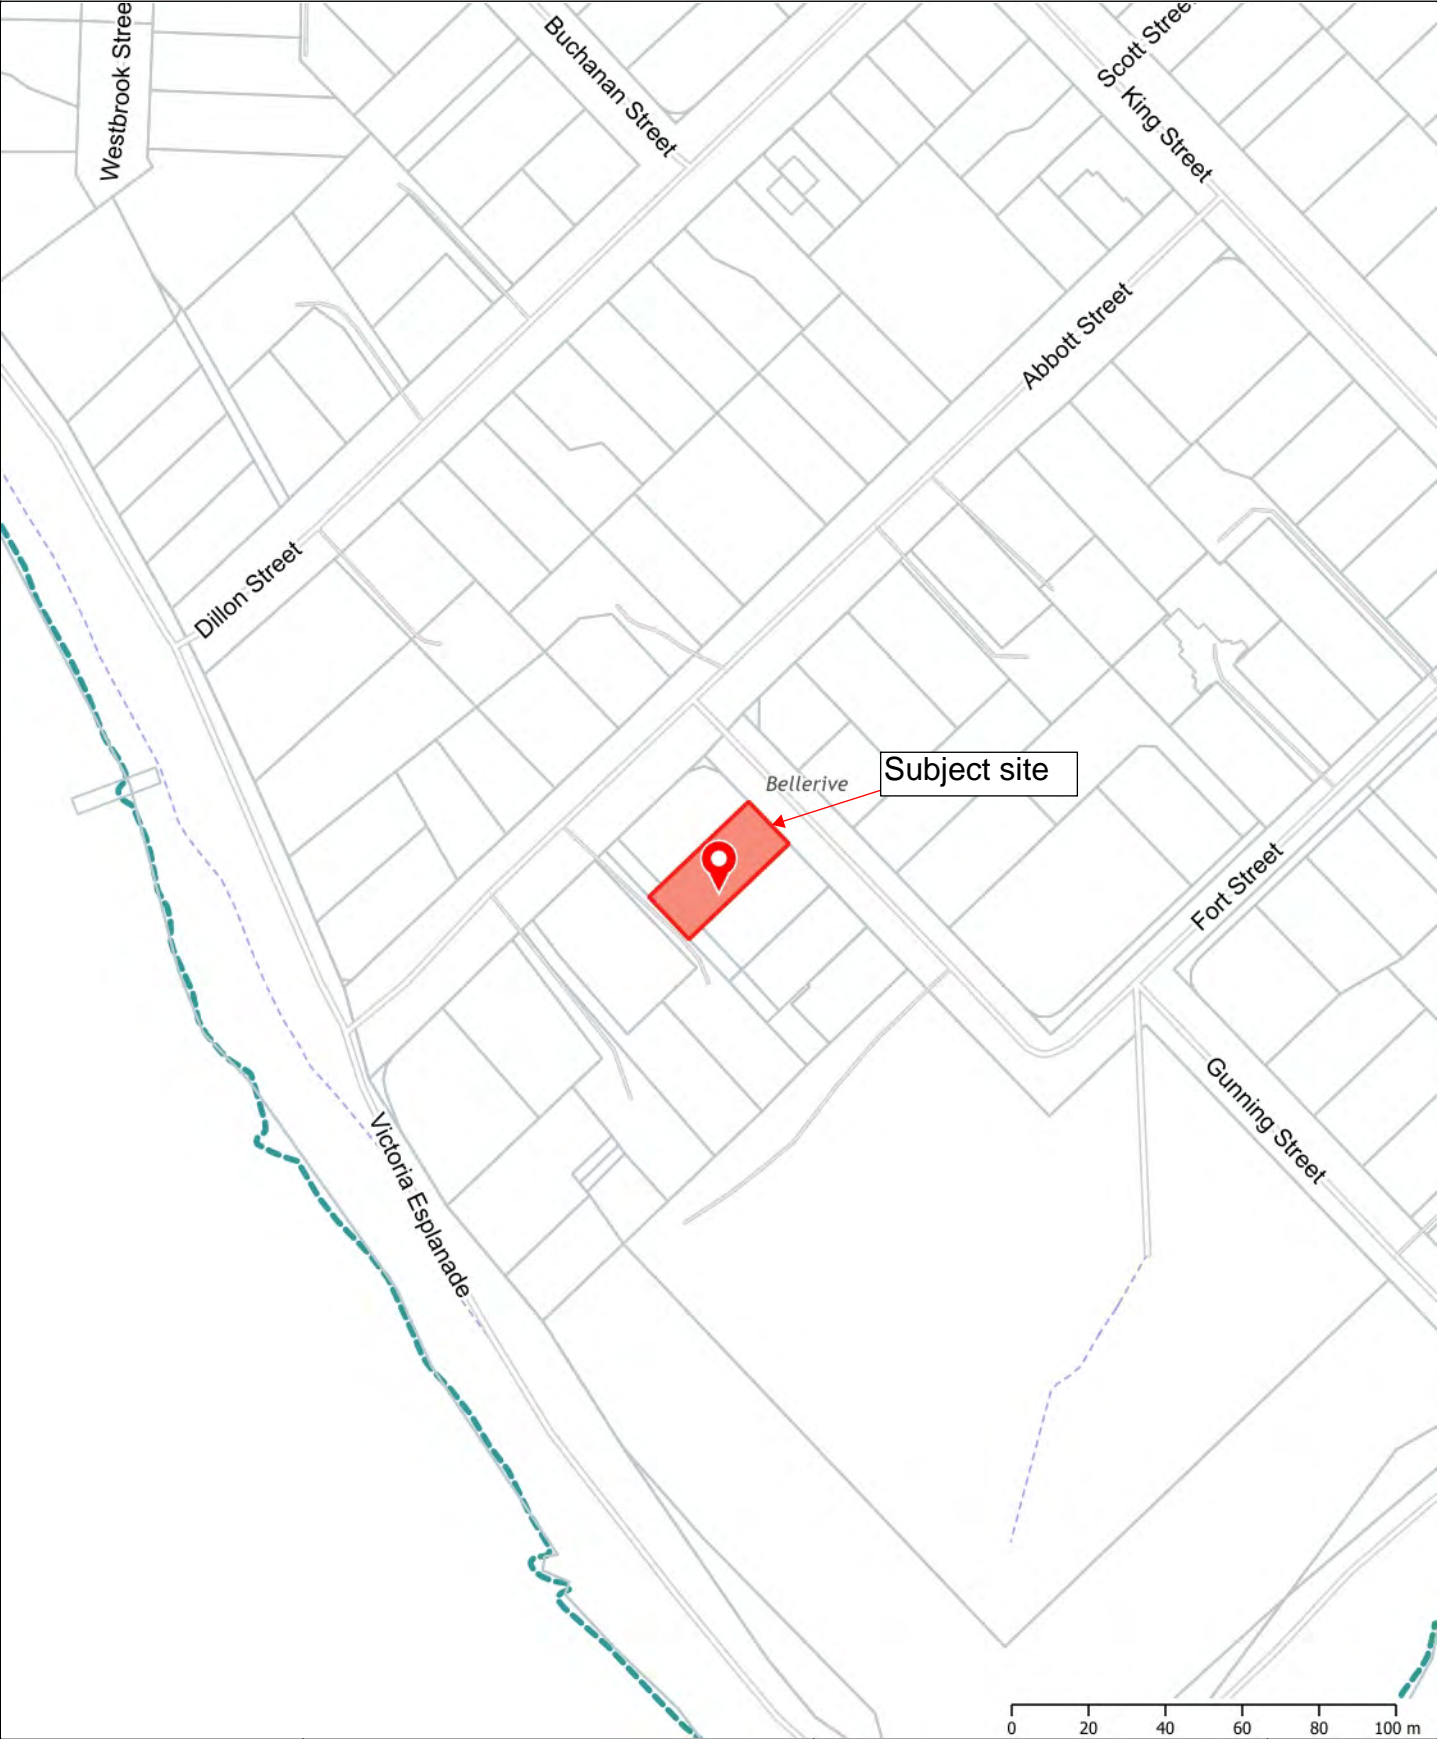 Westbrook Stree
Buchanan Street
Scott Stree
King Street
Abbott Street
Dillon Street
Bellerive
Subject site
Fort Street
Gunning Street
Victoria Esplanade
0 20 40 60 80 100 m